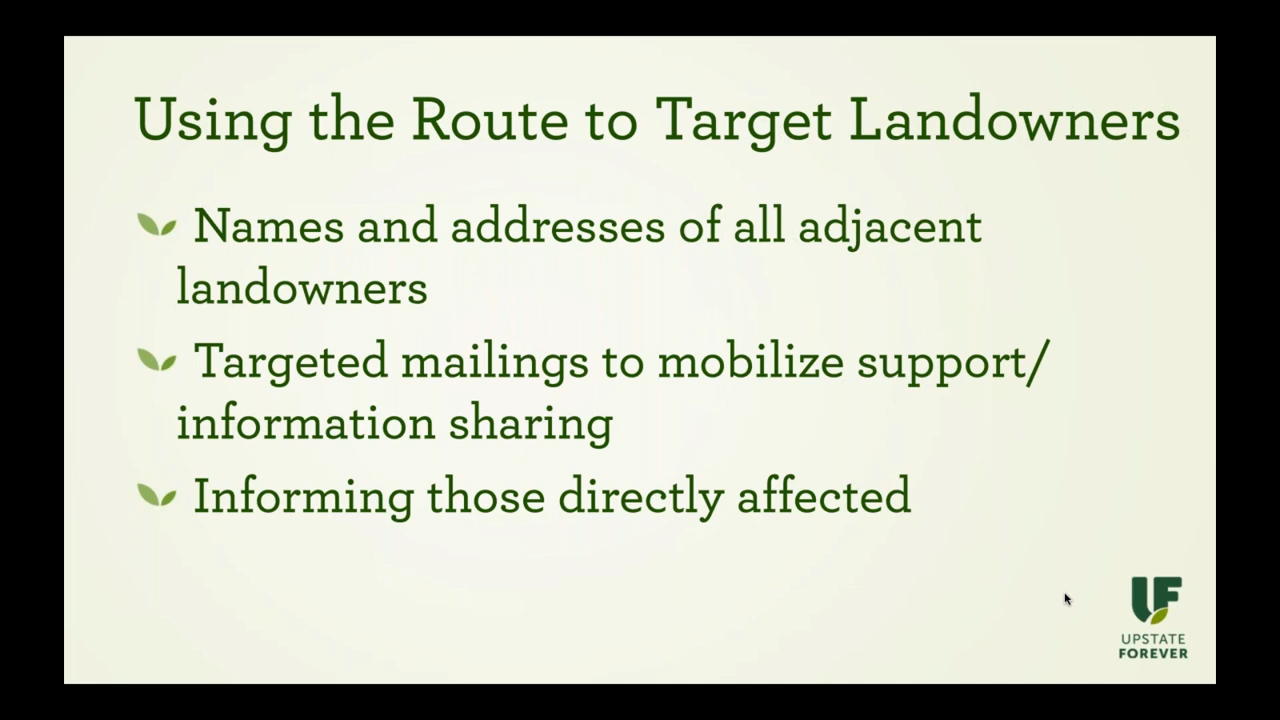 Using the Route to Target Landowners
Names and addresses of all adjacent
landowners
Targeted mailings to mobilize support/
information sharing
Informing those directly affected
UF
UPSTATE
FOREVER